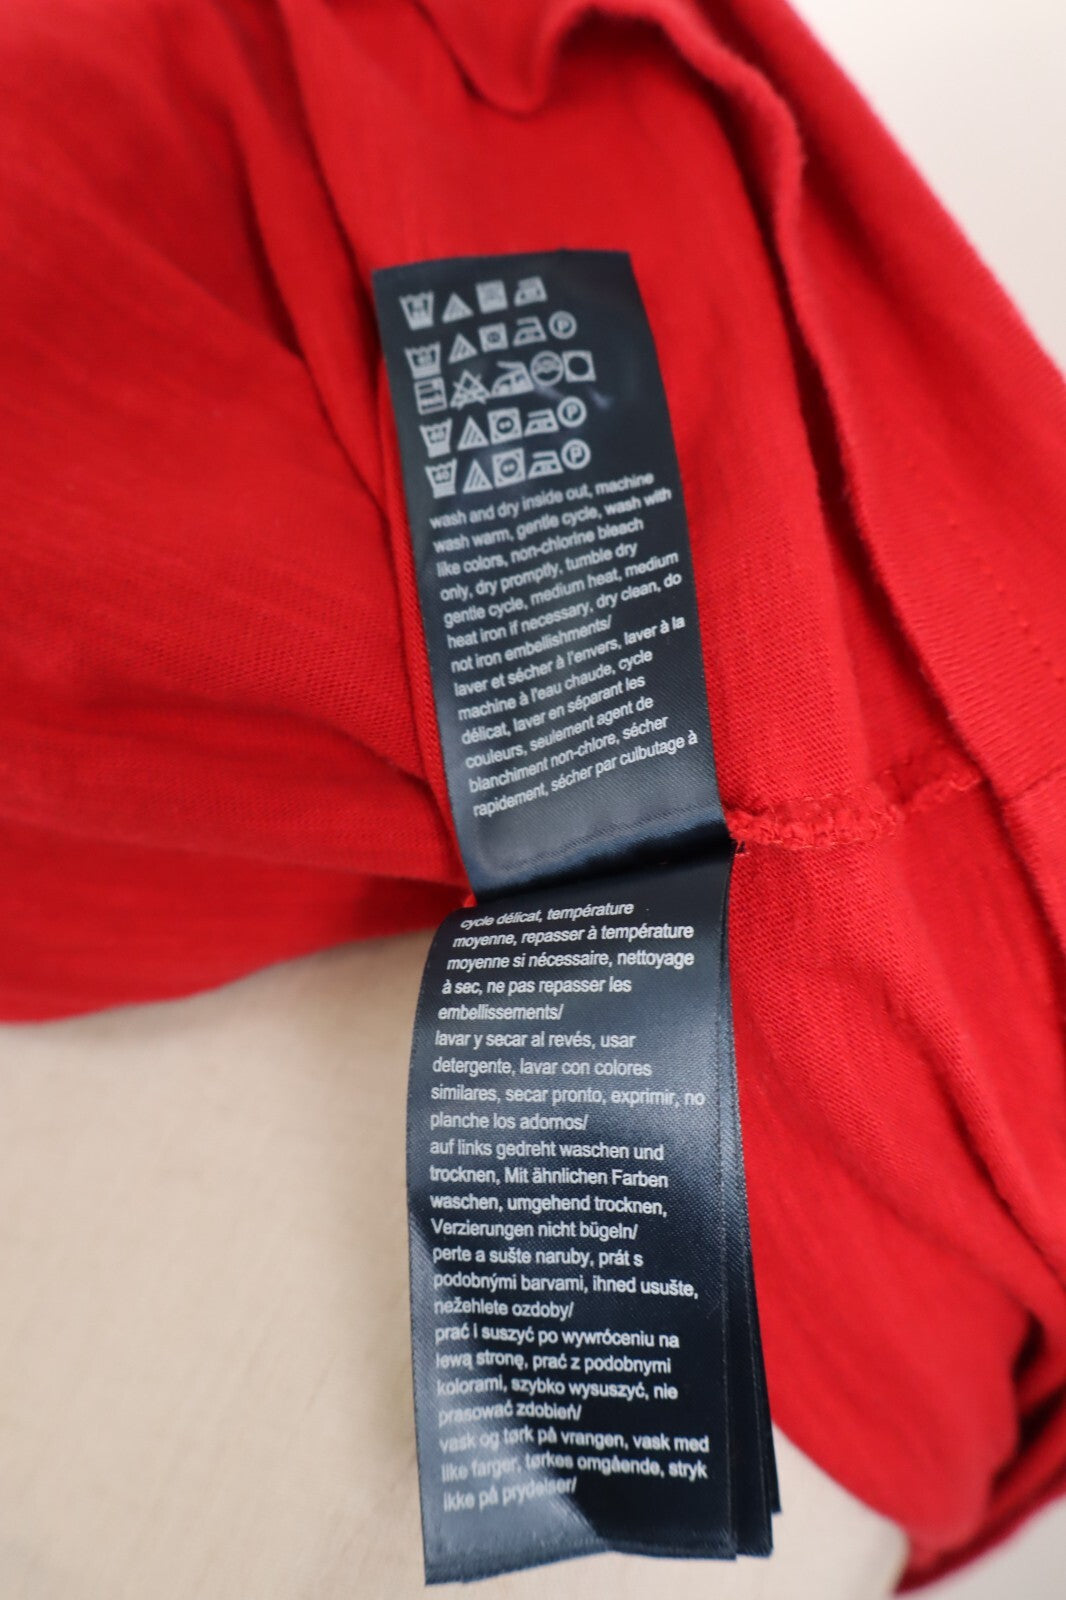 wash and dry inside out, machine
wash warm, gentle cycle, wash with
like colors, non-chlorine bleach
only, dry promptly, tumble dry
gentle cycle, medium heat, medium
heat iron if necessary, dry clean, do
not iron embellishments/
laver et sécher à l'envers, laver à la
machine à l'eau chaude, cycle
délicat, laver en séparant les
couleurs, seulement agent de
blanchiment non-chlore, sécher
rapidement, sécher par culbutage à
cycle délicat, température
moyenne, repasser à température
moyenne si nécessaire, nettoyage
à sec, ne pas repasser les
embellissements/
lavar y secar al revés, usar
detergente, lavar con colores
similares, secar pronto, exprimir, no
planche los adornos/
auf links gedreht waschen und
trocknen, Mit ähnlichen Farben
waschen, umgehend trocknen,
Verzierungen nicht bügeln/
perte a sušte naruby, prát s
podobnými barvami, ihned usušte,
nežehlete ozdoby/
prać I suszyć po wywróceniu na
lewą stronę, prać z podobnymi
kolorami, szybko wysuszyć, nie
prasować zdobień/
vask og tørk på vrangen, vask med
like farger, tørkes omgående, stryk
ikke på prydelser/